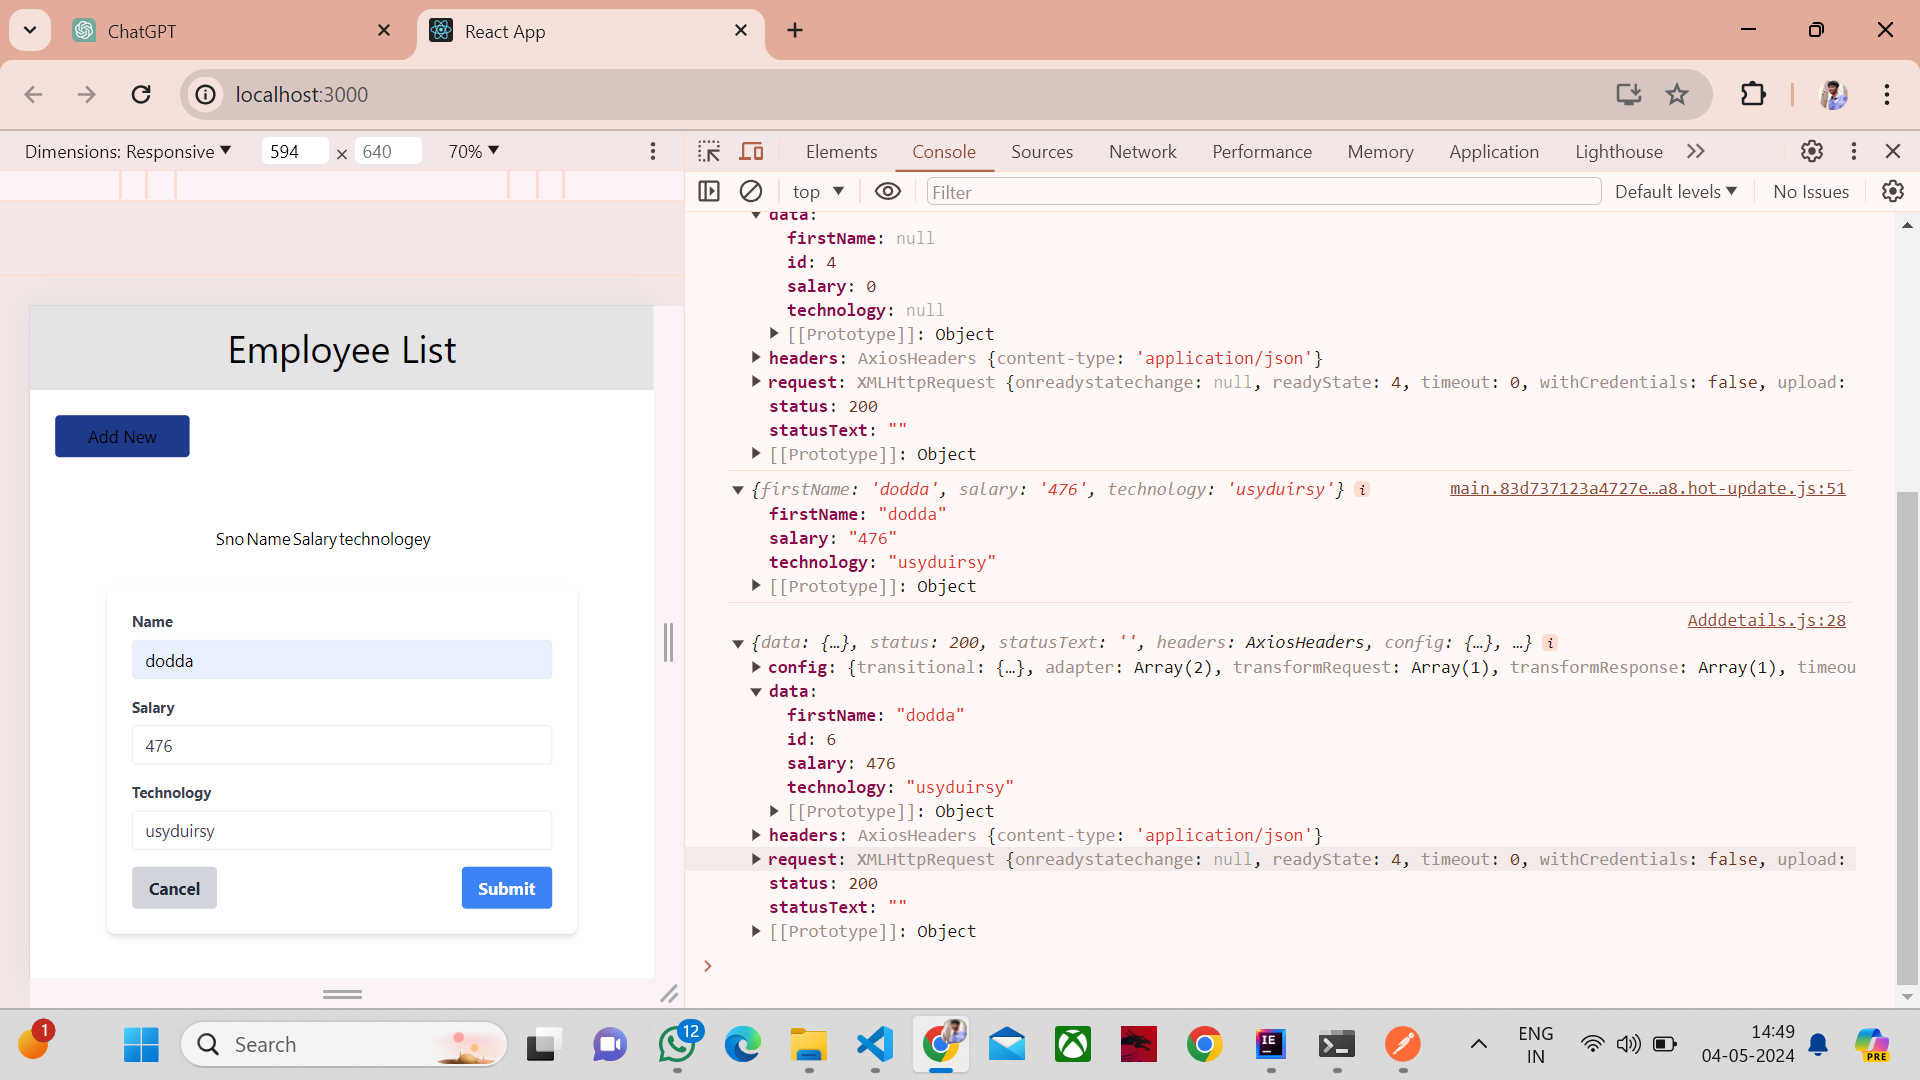 ChatGPT
React App
localhost:3000
Dimensions: Responsive
594 × 640
70%
Elements Console Sources Network Performance Memory Application Lighthouse
top
Filter
Default levels
No Issues
Employee List
Add New
Sno Name Salary technologey
Name
dodda
Salary
476
Technology
usyduirsy
Cancel Submit
data:
firstName: null
id: 4
salary: 0
technology: null
[[Prototype]]: Object
headers: AxiosHeaders {content-type: 'application/json'}
request: XMLHttpRequest {onreadystatechange: null, readyState: 4, timeout: 0, withCredentials: false, upload:
status: 200
statusText: ""
[[Prototype]]: Object
{firstName: 'dodda', salary: '476', technology: 'usyduirsy'} i main.83d737123a4727e…a8.hot-update.js:51
firstName: "dodda"
salary: "476"
technology: "usyduirsy"
[[Prototype]]: Object
Adddetails.js:28
{data: {…}, status: 200, statusText: '', headers: AxiosHeaders, config: {…}, …} i
config: {transitional: {…}, adapter: Array(2), transformRequest: Array(1), transformResponse: Array(1), timeou
data:
firstName: "dodda"
id: 6
salary: 476
technology: "usyduirsy"
[[Prototype]]: Object
headers: AxiosHeaders {content-type: 'application/json'}
request: XMLHttpRequest {onreadystatechange: null, readyState: 4, timeout: 0, withCredentials: false, upload:
status: 200
statusText: ""
[[Prototype]]: Object
1
Search
12
IE
ENG
IN
14:49
04-05-2024
PRE